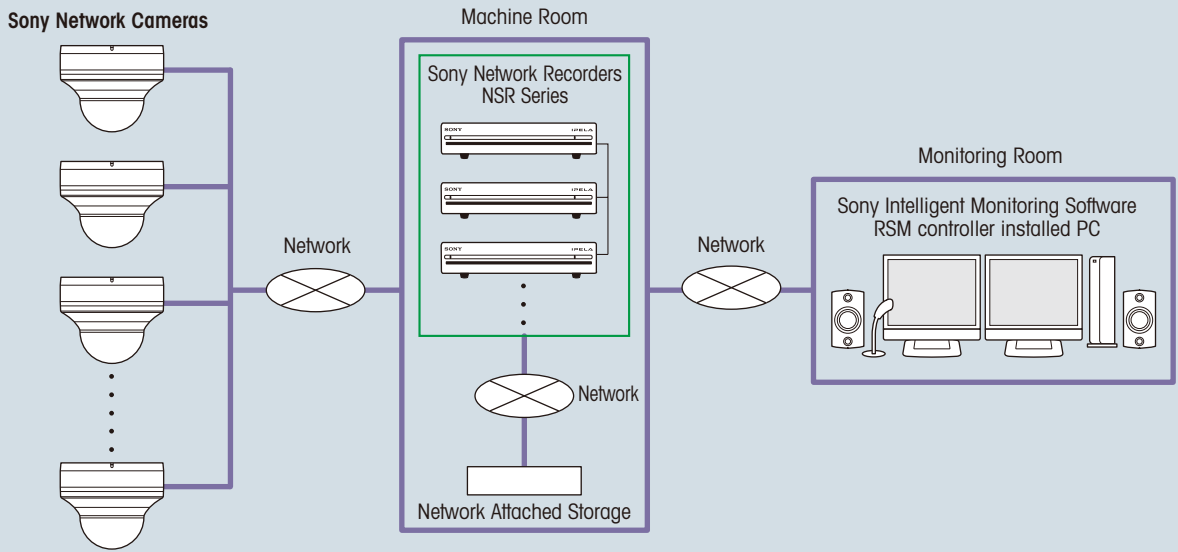 Sony Network Cameras
Machine Room
Sony Network Recorders
NSR Series
SONY IPELA
SONY IPELA
SONY IPELA
Network
Network
Network Attached Storage
Network
Monitoring Room
Sony Intelligent Monitoring Software
RSM controller installed PC